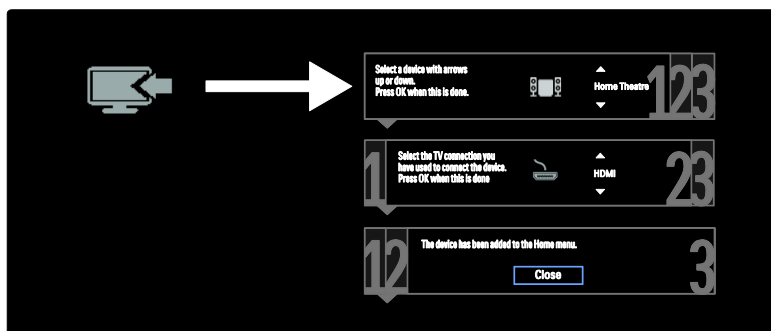 Select a device with arrows
up or down.
Press OK when this is done.
Home Theatre
123
1
Select the TV connection you
have used to connect the device.
Press OK when this is done
HDMI
23
12
The device has been added to the Home menu.
Close
3